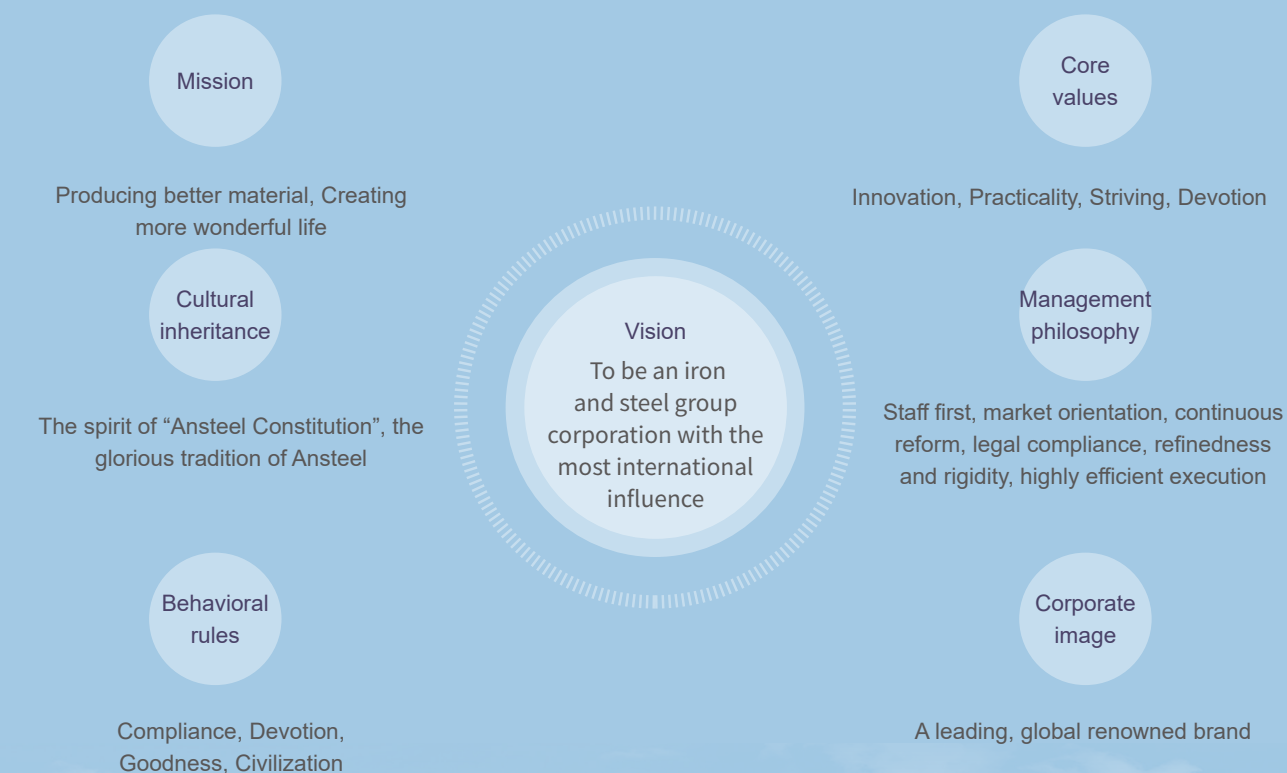 Mission
Producing better material, Creating
more wonderful life
Cultural
inheritance
The spirit of “Ansteel Constitution”, the
glorious tradition of Ansteel
Behavioral
rules
Compliance, Devotion,
Goodness, Civilization
Vision
To be an iron
and steel group
corporation with the
most international
influence
Core
values
Innovation, Practicality, Striving, Devotion
Management
philosophy
Staff first, market orientation, continuous
reform, legal compliance, refinedness
and rigidity, highly efficient execution
Corporate
image
A leading, global renowned brand